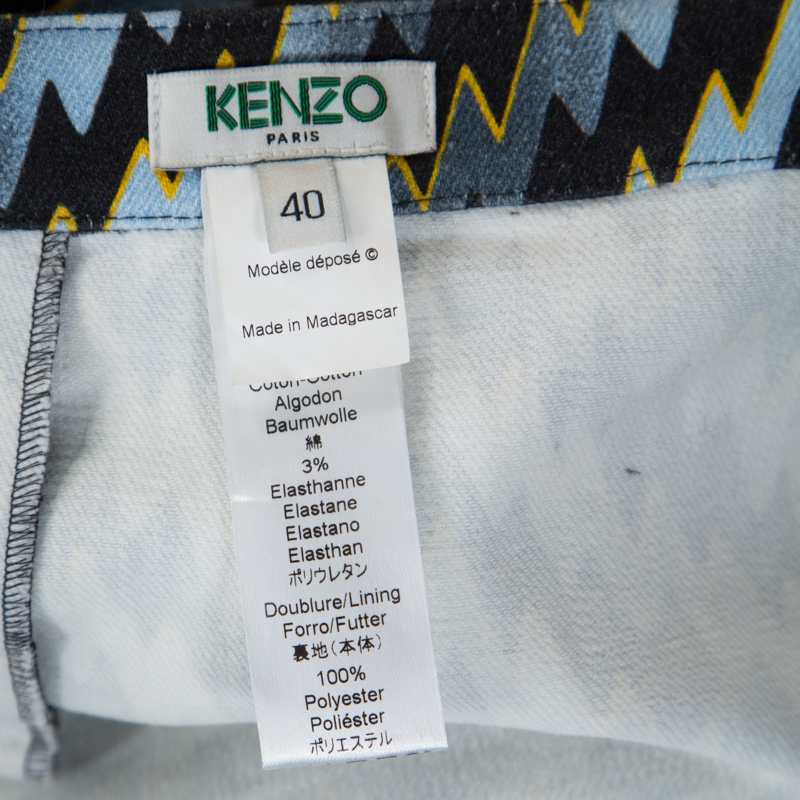 KENZO
PARIS
40
Modèle déposé ©
Made in Madagascar
Coton-Cotton
Algodon
Baumwolle
綿
3%
Elasthanne
Elastane
Elastano
Elasthan
ポリウレタン
Doublure/Lining
Forro/Futter
裏地(本体)
100%
Polyester
Poliéster
ポリエステル